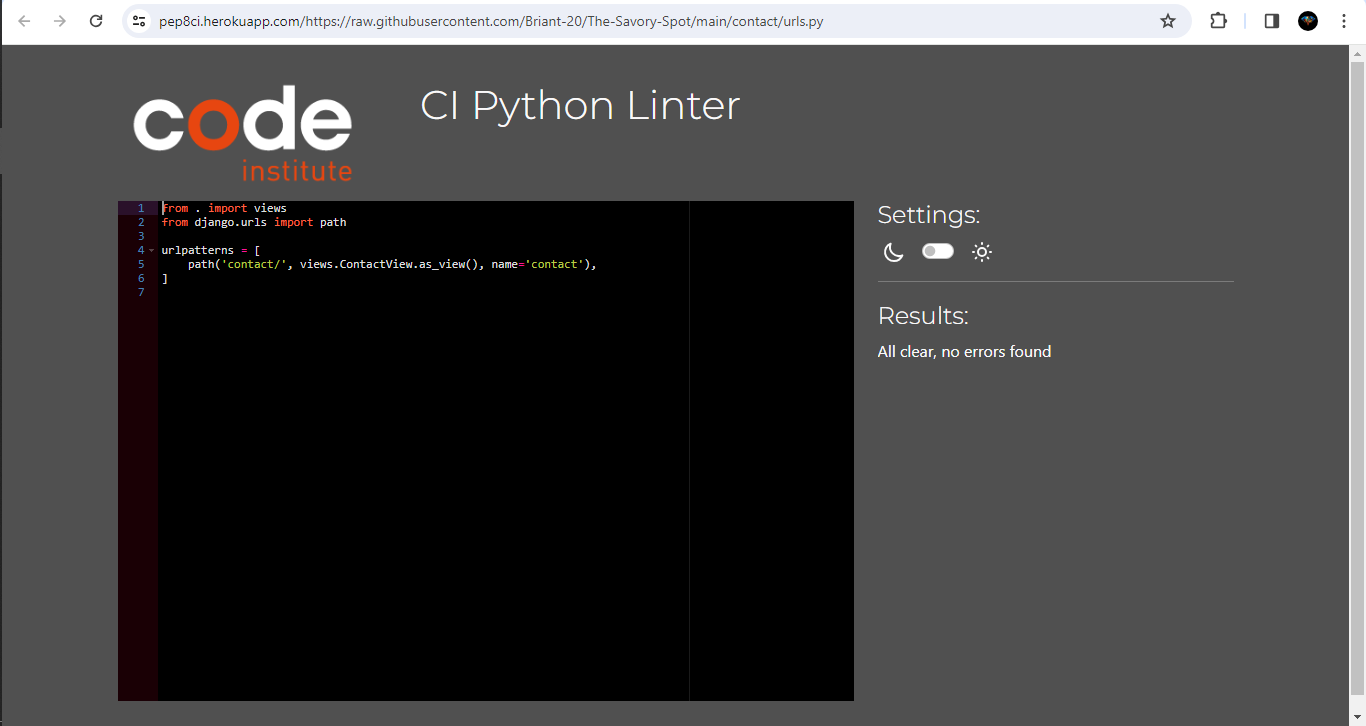 pep8ci.herokuapp.com/https://raw.githubusercontent.com/Briant-20/The-Savory-Spot/main/contact/urls.py
code
institute
CI Python Linter
1 from . import views
2 from django.urls import path
3
4 urlpatterns = [
5     path('contact/', views.ContactView.as_view(), name='contact'),
6 ]
7
Settings:
Results:
All clear, no errors found